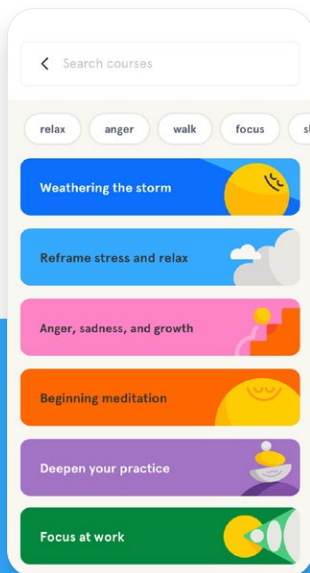 Search courses
relax anger walk focus
Weathering the storm
Reframe stress and relax
Anger, sadness, and growth
Beginning meditation
Deepen your practice
Focus at work